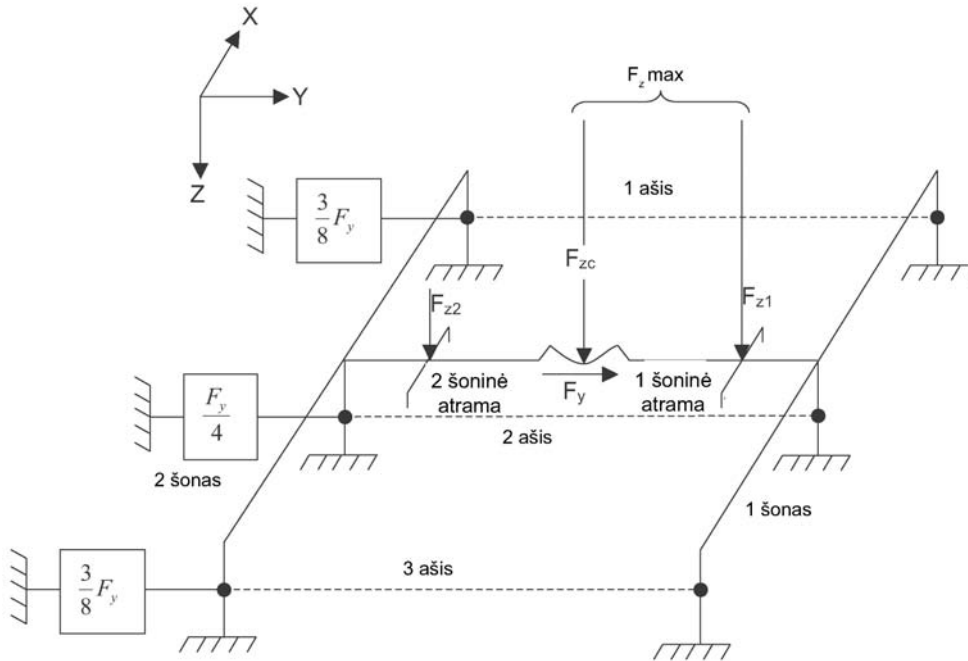 X
F_z max
Y
Z
1 ašis
3/8 F_y
F_zc
F_z2
F_z1
2 šoninė
atrama
F_y
1 šoninė
atrama
F_y/4
2 ašis
2 šonas
1 šonas
3 ašis
3/8 F_y